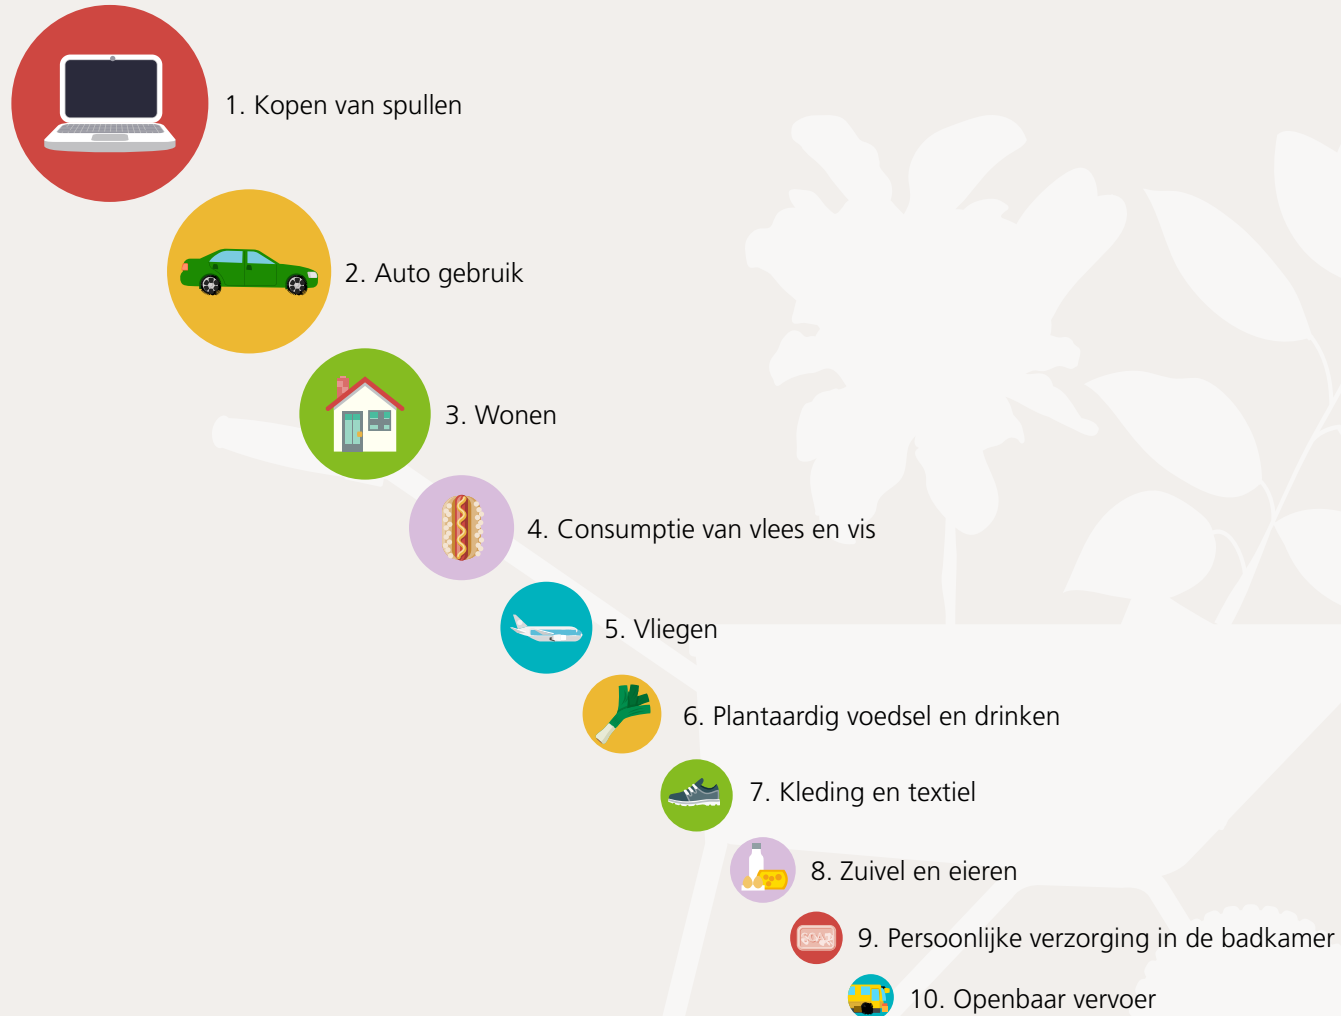 1. Kopen van spullen
2. Auto gebruik
3. Wonen
4. Consumptie van vlees en vis
5. Vliegen
6. Plantaardig voedsel en drinken
7. Kleding en textiel
8. Zuivel en eieren
9. Persoonlijke verzorging in de badkamer
10. Openbaar vervoer